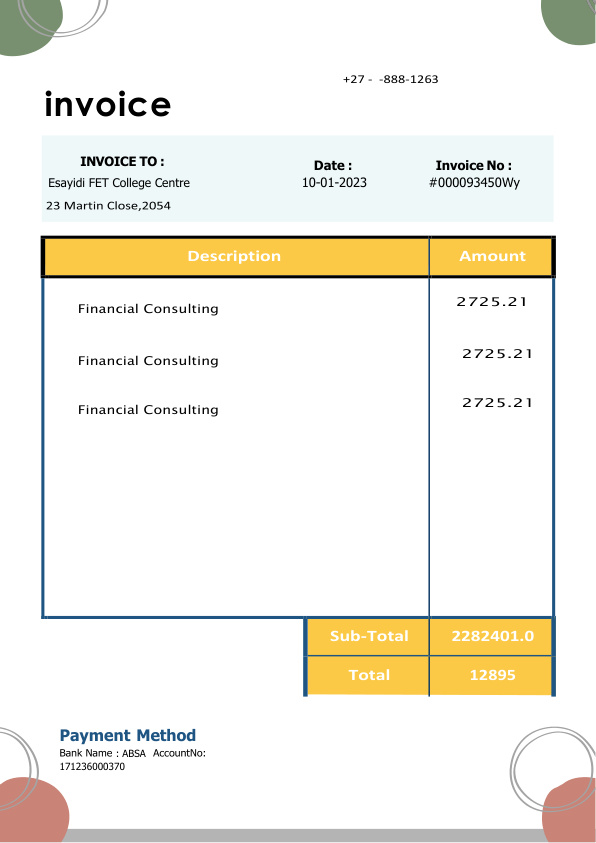 +27 -  -888-1263
invoice
INVOICE TO :
Esayidi FET College Centre
23 Martin Close,2054
Date :
10-01-2023
Invoice No :
#000093450Wy
Description Amount
Financial Consulting 2725.21
Financial Consulting 2725.21
Financial Consulting 2725.21
Sub-Total 2282401.0
Total 12895
Payment Method
Bank Name : ABSA AccountNo:
171236000370